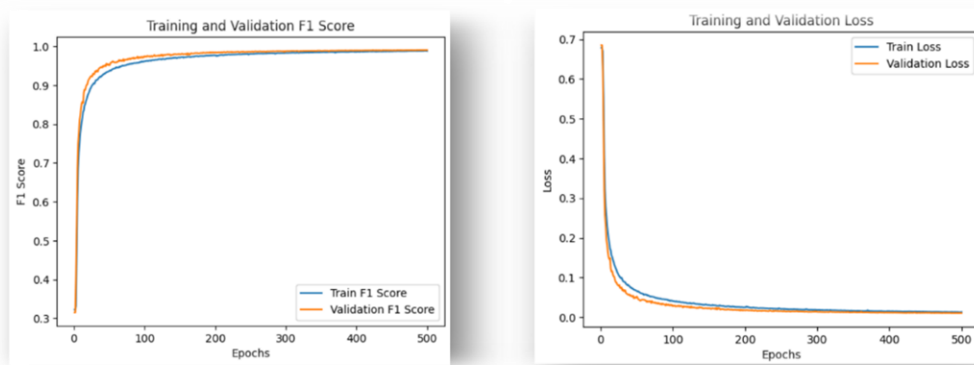 Training and Validation F1 Score
1.0
0.9
0.8
0.7
0.6
0.5
0.4
0.3
F1 Score
Train F1 Score
Validation F1 Score
0
100
200
300
400
500
Epochs
Training and Validation Loss
0.7
0.6
0.5
0.4
0.3
0.2
0.1
0.0
Loss
Train Loss
Validation Loss
0
100
200
300
400
500
Epochs